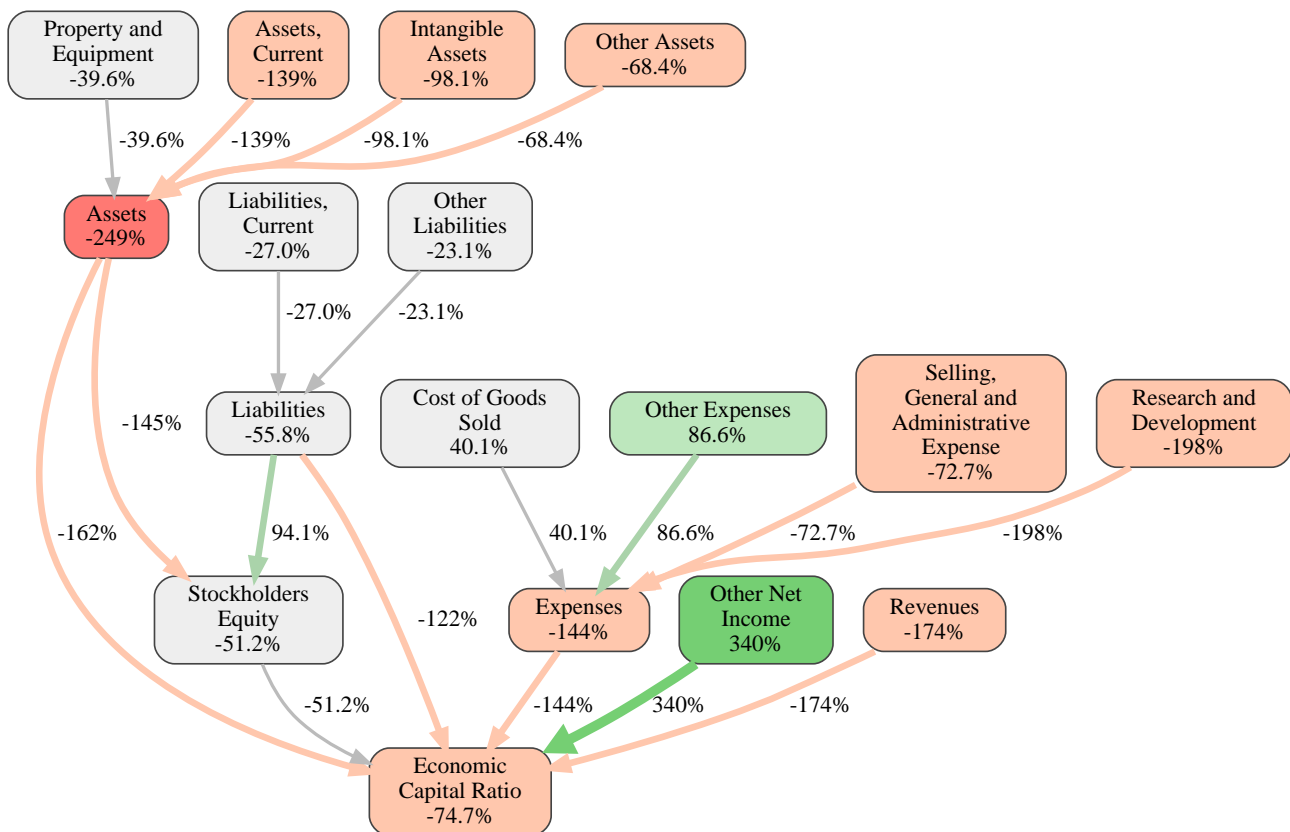 Property and
Equipment
-39.6%
Assets,
Current
-139%
Intangible
Assets
-98.1%
Other Assets
-68.4%
-39.6%
-139%
-98.1%
-68.4%
Assets
-249%
Liabilities,
Current
-27.0%
Other
Liabilities
-23.1%
-27.0%
-23.1%
Liabilities
-55.8%
Cost of Goods
Sold
40.1%
Other Expenses
86.6%
Selling,
General and
Administrative
Expense
-72.7%
Research and
Development
-198%
-145%
-162%
94.1%
40.1%
86.6%
-72.7%
-198%
Stockholders
Equity
-51.2%
-122%
Expenses
-144%
Other Net
Income
340%
Revenues
-174%
-51.2%
-144%
340%
-174%
Economic
Capital Ratio
-74.7%